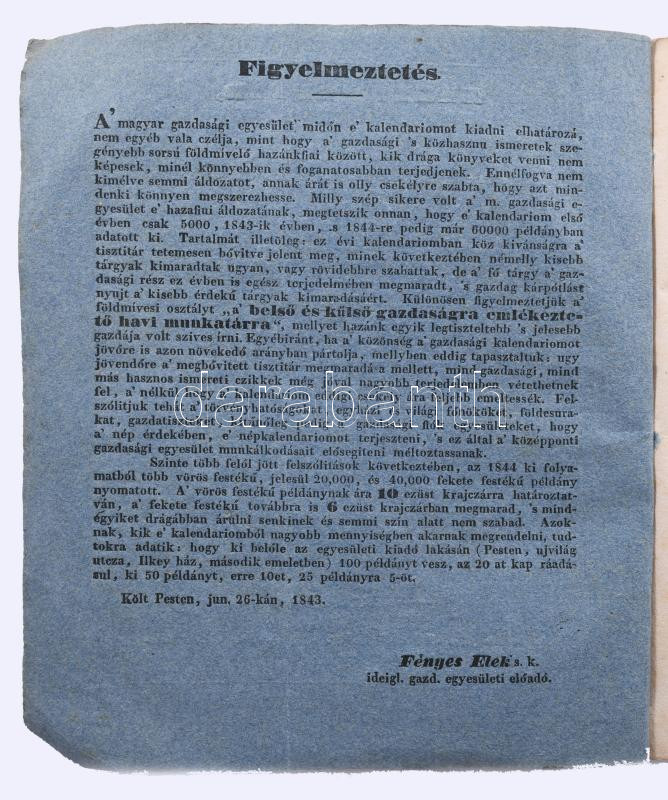 Figyelmeztetés.
A' magyar gazdasági egyesület midőn e' kalendariomot kiadni elhatározá,
nem egyéb vala czélja, mint hogy a' gazdasági 's közhasznu ismeretek sze-
gényebb sorsú földmivelő hazánkfiai között, kik drága könyveket venni nem
képesek, minél könnyebben és foganatosabban terjedjenek. Ennélfogva nem
kimélve semmi áldozatot, annak árát is olly csekélyre szabta, hogy azt min-
denki könnyen megszerezhesse. Milly szép sikere volt a' m. gazdasági e-
gyesület e' hazafiui áldozatának, megtetszik onnan, hogy e' kalendariom első
évben csak 5000, 1843-ik évben, .s 1844-re pedig már 60000 példányban
adatott ki. Tartalmát illetőleg: ez évi kalendariomban köz kivánságra a'
tisztitár tetemesen bővitve jelent meg, minek következtében némelly kisebb
tárgyak kimaradtak ugyan, vagy rövidebbre szabattak, de a' fő tárgy a' gaz-
dasági rész ez évben is egész terjedelmében megmaradt, 's gazdag kárpótlást
nyujt a' kisebb érdekű tárgyak kimaradásaért. Különösen figyelmeztetjük a'
földmivesi osztályt „a' belső és külső gazdaságra emlékezte-
tő havi munkatárra", mellyet hazánk egyik legtiszteltebb 's jelesebb
gazdája volt szives irni. Egyébiránt, ha a' közönség a' gazdasági kalendariomot
jövőre is azon növekedő arányban pártolja, mellyben eddig tapasztaltuk: ugy
jövendőre a' megbővitett tisztitár megmaradá a mellett, mind gazdasági, mind
más hasznos ismereti czikkek még jóval nagyobb terjedelemben vétethetnek
fel, a' nélkül hogy a' kalendariom eddigi csekély ára feljebb emeltessék. Fel-
szólitjuk tehát a' törvényhatóságokat, egyházi 's világi főnököket, földesura-
kat, gazdatiszteket, gazdasági fiók egyesületeket, hogy
a' nép érdekében, e' népkalendariomot terjeszteni, 's ez által a' középponti
gazdasági egyesület munkálkodásait elősegiteni méltoztassanak.
Szinte több felől jött felszólitások következtében, az 1844 ki folya-
matból több vörös festékű, jelesül 20,000, és 40,000 fekete festékű példány
nyomatott. A' vörös festékű példánynak ára 10 ezüst krajczárra határoztat-
ván, a' fekete festékű továbbra is 6 ezüst krajczárban megmarad, 's mind-
egyiket drágábban árulni senkinek és semmi szín alatt nem szabad. Azok-
nak, kik e' kalendariomból nagyobb mennyiségben akarnak megrendelni, tud-
tokra adatik: hogy ki belőle az egyesületi kiadó lakásán (Pesten, ujvilág
utcza, Ilkey ház, második emeletben) 100 példányt vesz, az 20 at kap ráadá-
sul, ki 50 példányt, erre 10et, 25 példányra 5-öt.
Költ Pesten, jun. 26-kán, 1843.
Fényes Elek s. k.
ideigl. gazd. egyesületi előadó.
darabanth